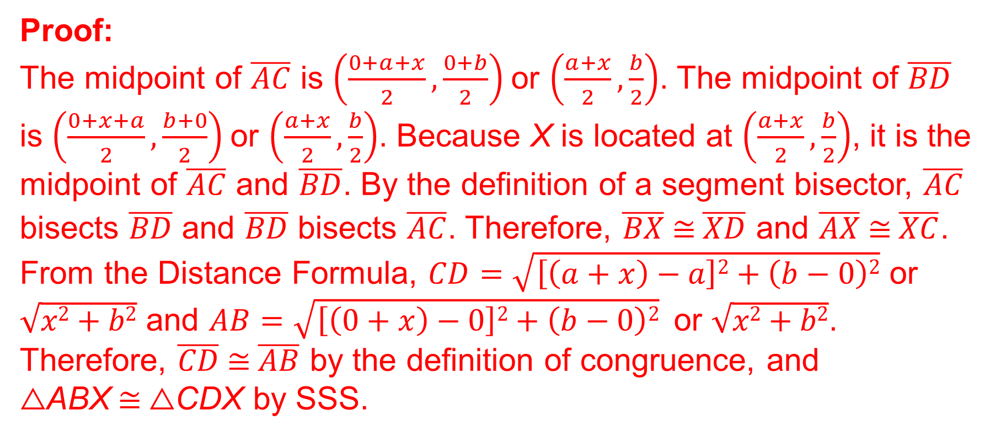 Proof:
The midpoint of $\overline{AC}$ is $\left(\frac{0+a+x}{2}, \frac{0+b}{2}\right)$ or $\left(\frac{a+x}{2}, \frac{b}{2}\right)$. The midpoint of $\overline{BD}$
is $\left(\frac{0+x+a}{2}, \frac{b+0}{2}\right)$ or $\left(\frac{a+x}{2}, \frac{b}{2}\right)$. Because X is located at $\left(\frac{a+x}{2}, \frac{b}{2}\right)$, it is the
midpoint of $\overline{AC}$ and $\overline{BD}$. By the definition of a segment bisector, $\overline{AC}$
bisects $\overline{BD}$ and $\overline{BD}$ bisects $\overline{AC}$. Therefore, $\overline{BX} \cong \overline{XD}$ and $\overline{AX} \cong \overline{XC}$.
From the Distance Formula, $CD = \sqrt{[(a + x) - a]^2 + (b - 0)^2}$ or
$\sqrt{x^2 + b^2}$ and $AB = \sqrt{[(0 + x) - 0]^2 + (b - 0)^2}$ or $\sqrt{x^2 + b^2}$.
Therefore, $\overline{CD} \cong \overline{AB}$ by the definition of congruence, and
△ABX ≅ △CDX by SSS.